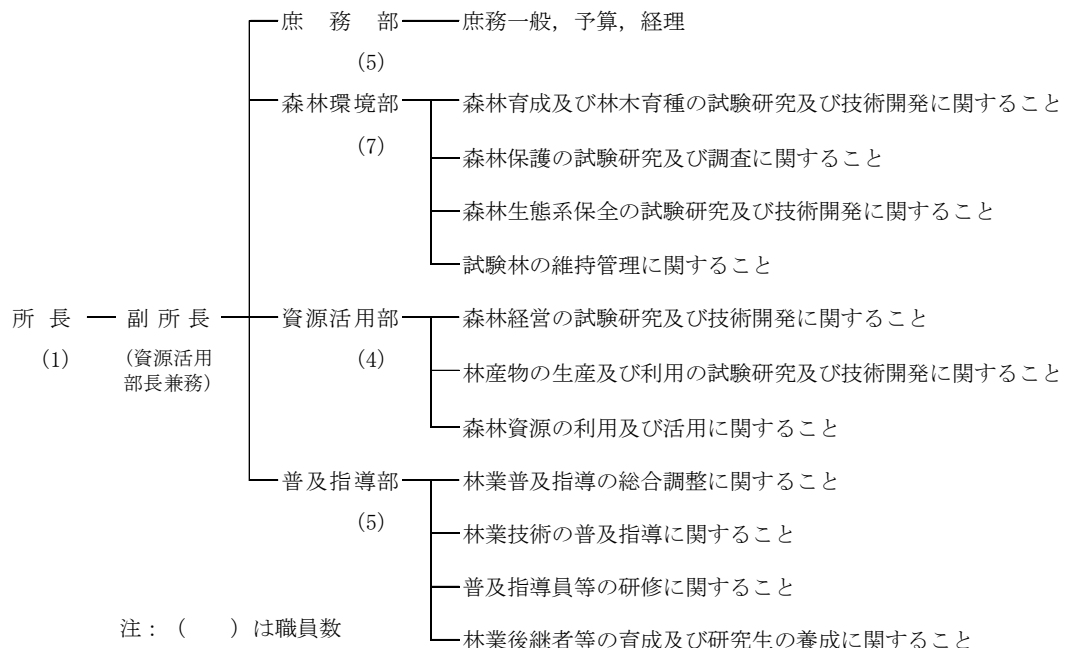 庶務部 庶務一般，予算，経理
(5)
森林環境部 森林育成及び林木育種の試験研究及び技術開発に関すること
(7)
森林保護の試験研究及び調査に関すること
森林生態系保全の試験研究及び技術開発に関すること
試験林の維持管理に関すること
所長 副所長 資源活用部 森林経営の試験研究及び技術開発に関すること
(1) (資源活用 (4)
部長兼務)
林産物の生産及び利用の試験研究及び技術開発に関すること
森林資源の利用及び活用に関すること
普及指導部 林業普及指導の総合調整に関すること
(5)
林業技術の普及指導に関すること
普及指導員等の研修に関すること
注：（　　）は職員数
林業後継者等の育成及び研究生の養成に関すること